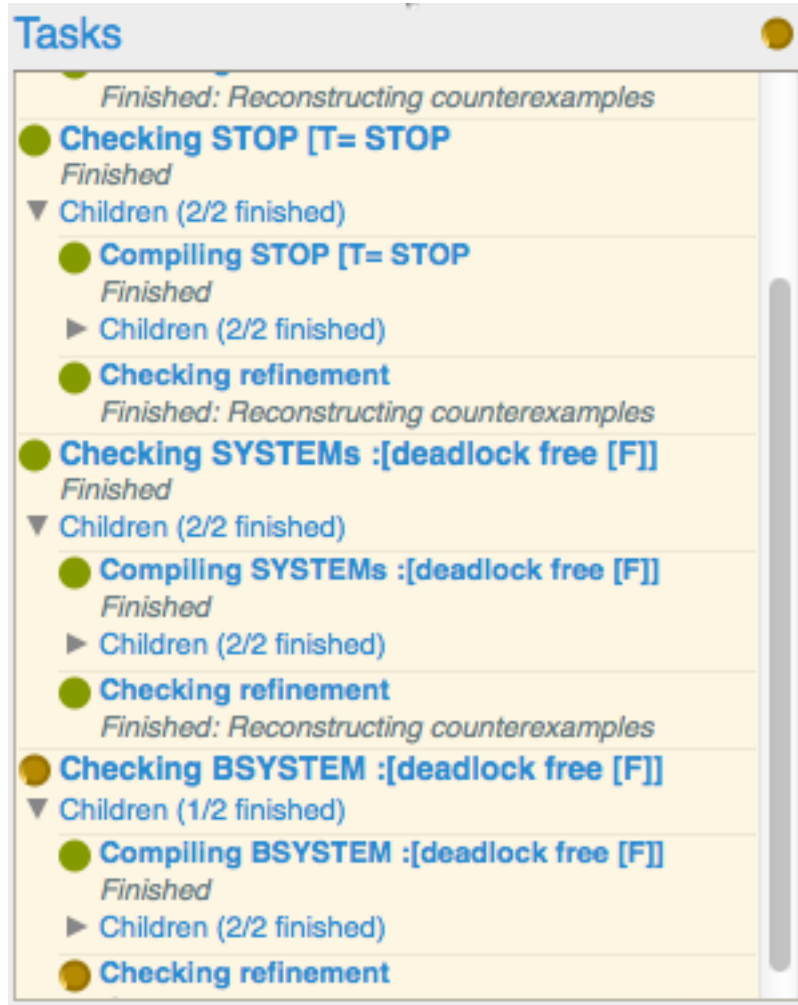 Tasks
Finished: Reconstructing counterexamples
Checking STOP [T= STOP
Finished
Children (2/2 finished)
Compiling STOP [T= STOP
Finished
Children (2/2 finished)
Checking refinement
Finished: Reconstructing counterexamples
Checking SYSTEMs :[deadlock free [F]]
Finished
Children (2/2 finished)
Compiling SYSTEMs :[deadlock free [F]]
Finished
Children (2/2 finished)
Checking refinement
Finished: Reconstructing counterexamples
Checking BSYSTEM :[deadlock free [F]]
Children (1/2 finished)
Compiling BSYSTEM :[deadlock free [F]]
Finished
Children (2/2 finished)
Checking refinement